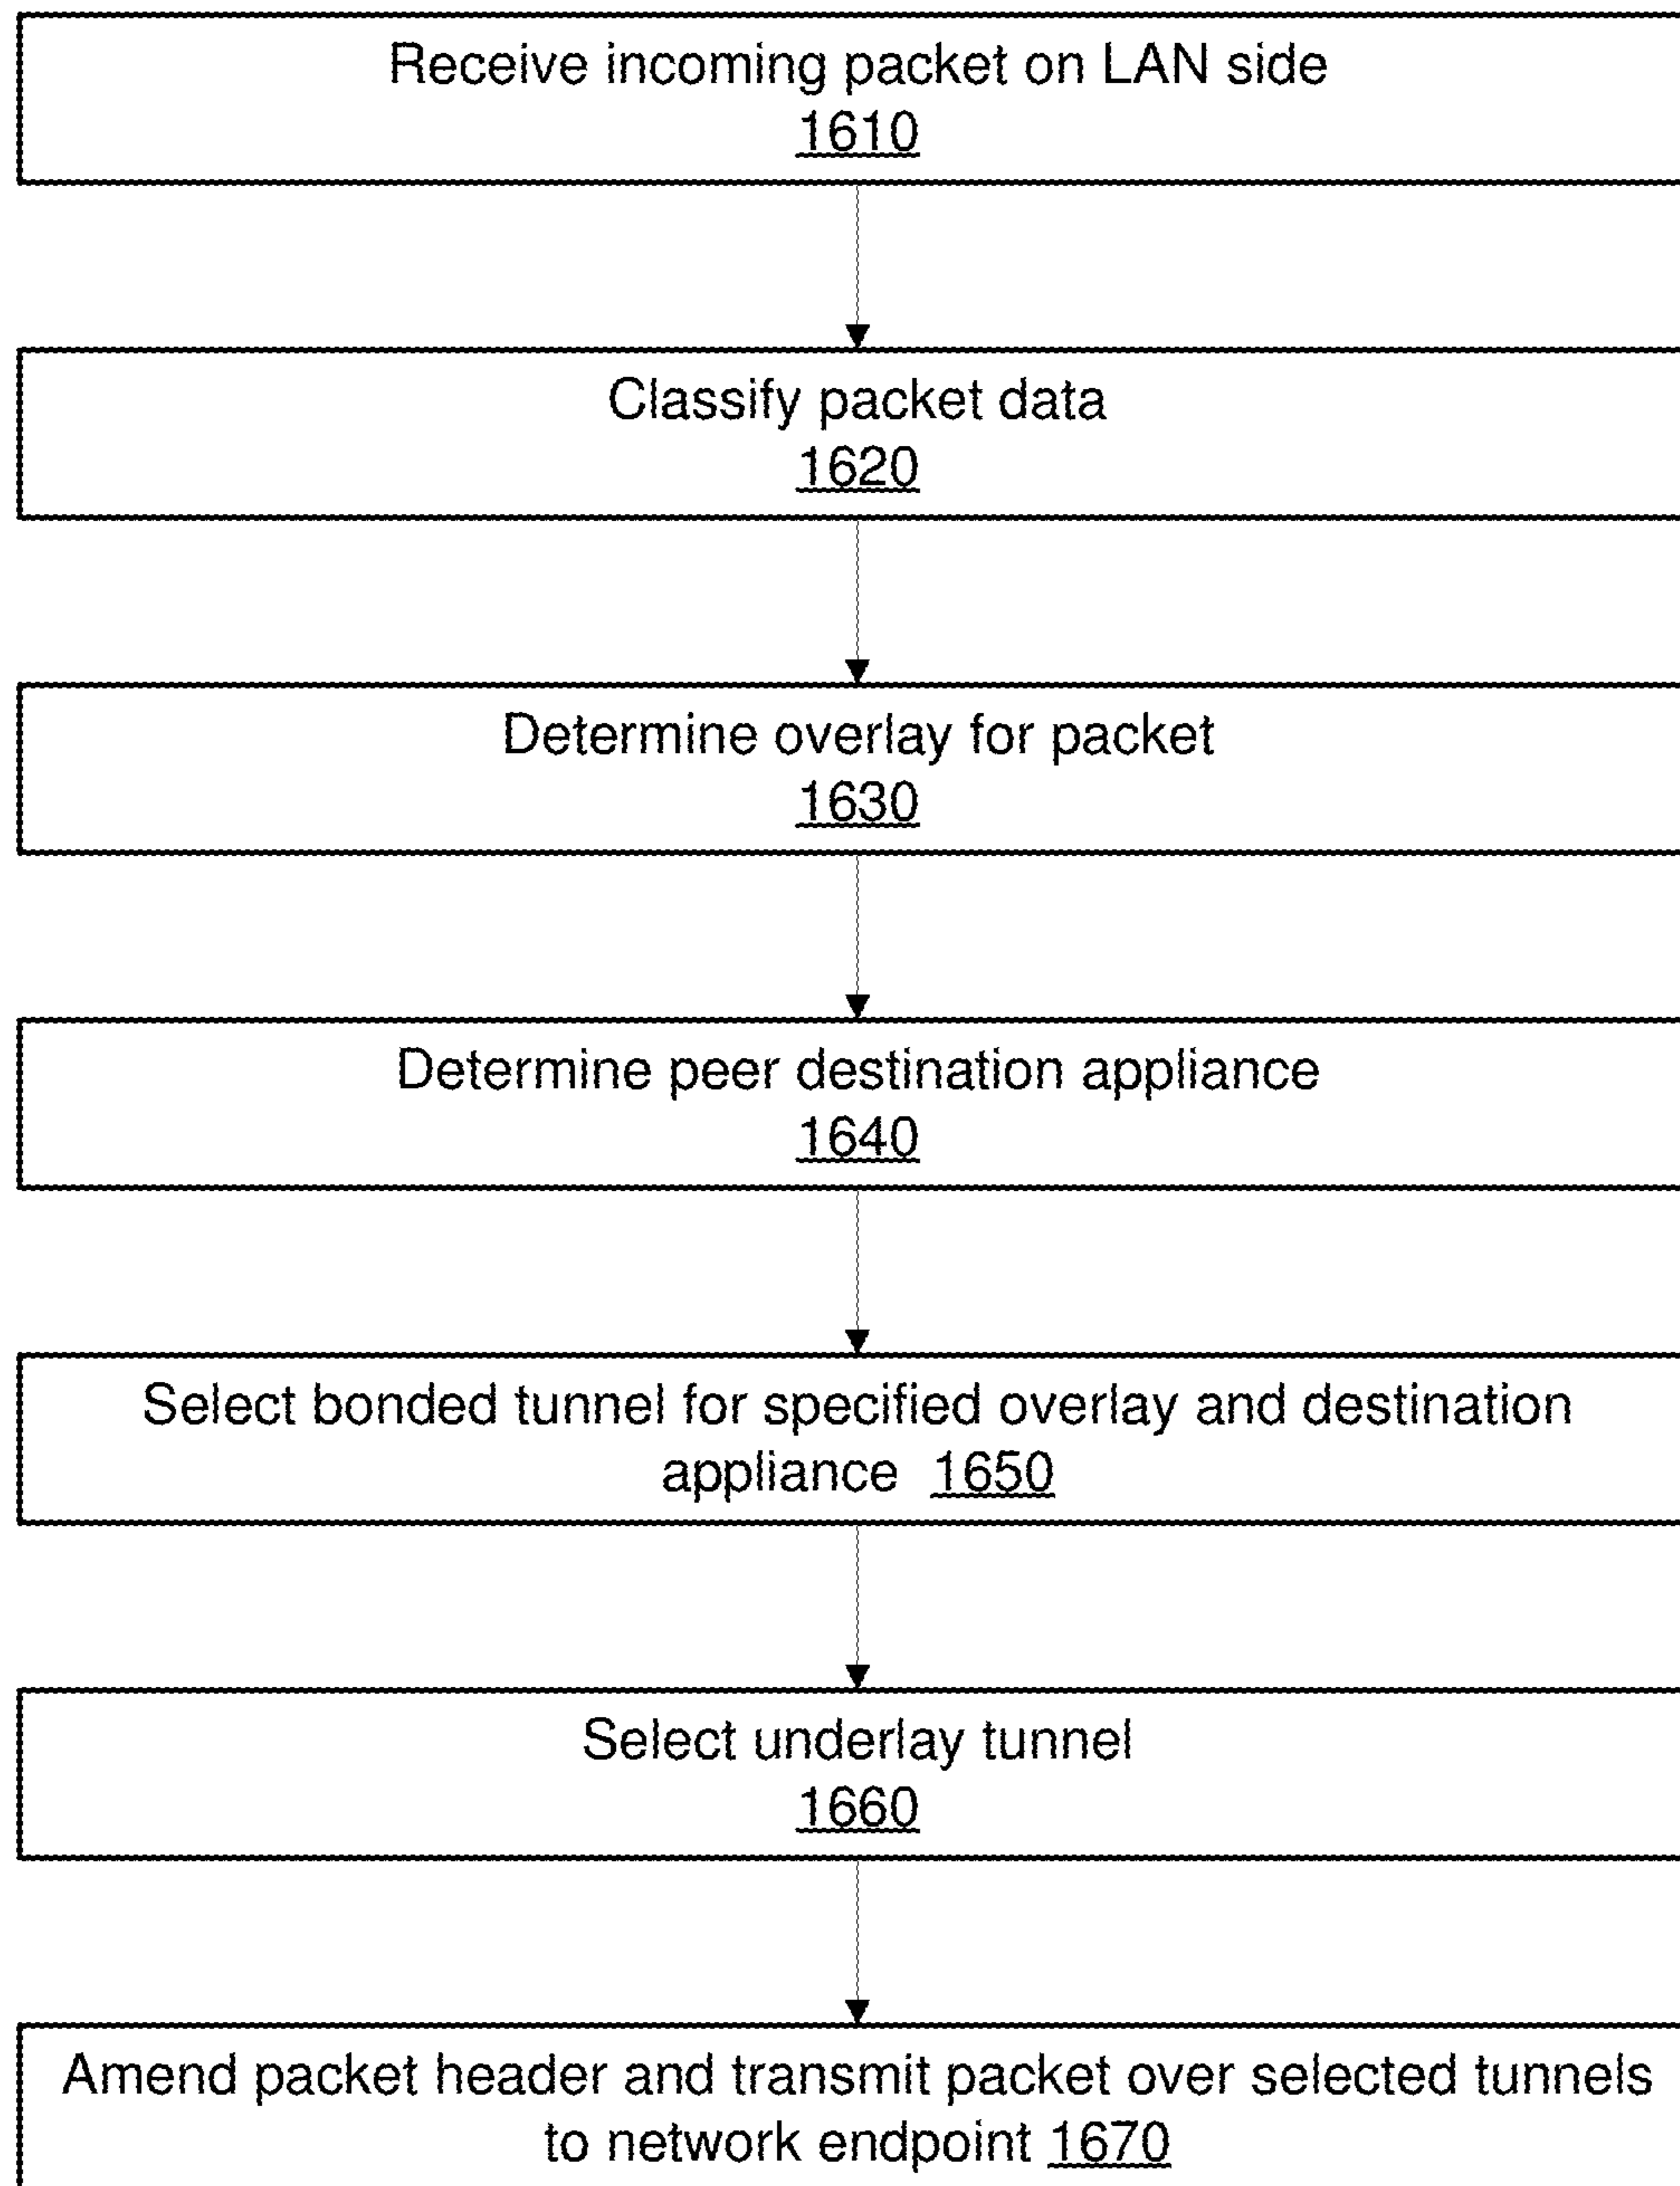 Receive incoming packet on LAN side
1610
Classify packet data
1620
Determine overlay for packet
1630
Determine peer destination appliance
1640
Select bonded tunnel for specified overlay and destination
appliance 1650
Select underlay tunnel
1660
Amend packet header and transmit packet over selected tunnels
to network endpoint 1670